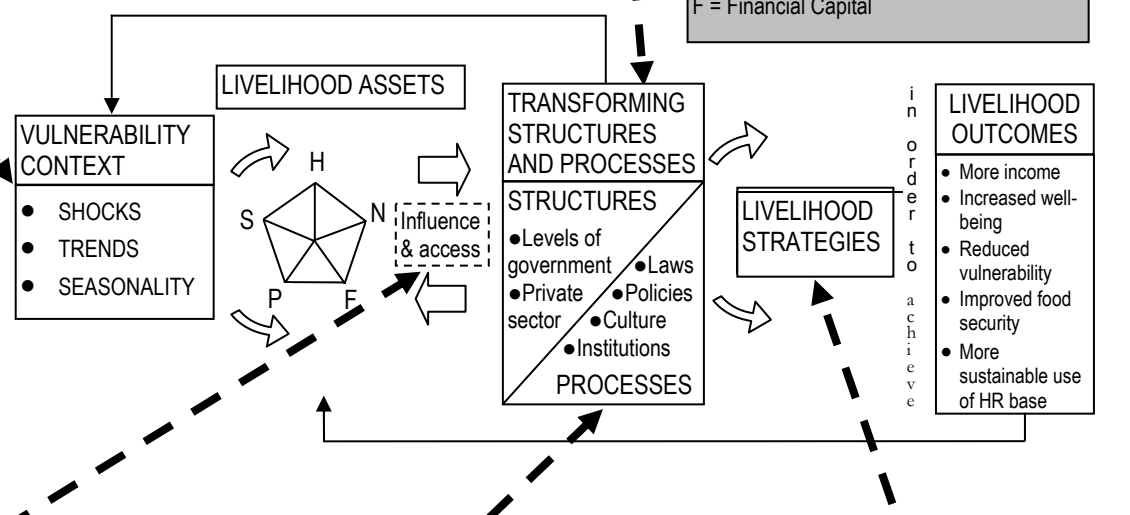 F = Financial Capital
LIVELIHOOD ASSETS
VULNERABILITY
CONTEXT
● SHOCKS
● TRENDS
● SEASONALITY
H
S
N
P
F
Influence
& access
TRANSFORMING
STRUCTURES
AND PROCESSES
STRUCTURES
●Levels of
government
●Private
sector
●Laws
●Policies
●Culture
●Institutions
PROCESSES
LIVELIHOOD
STRATEGIES
in order to achieve
LIVELIHOOD
OUTCOMES
● More income
● Increased well-
being
● Reduced
vulnerability
● Improved food
security
● More
sustainable use
of HR base